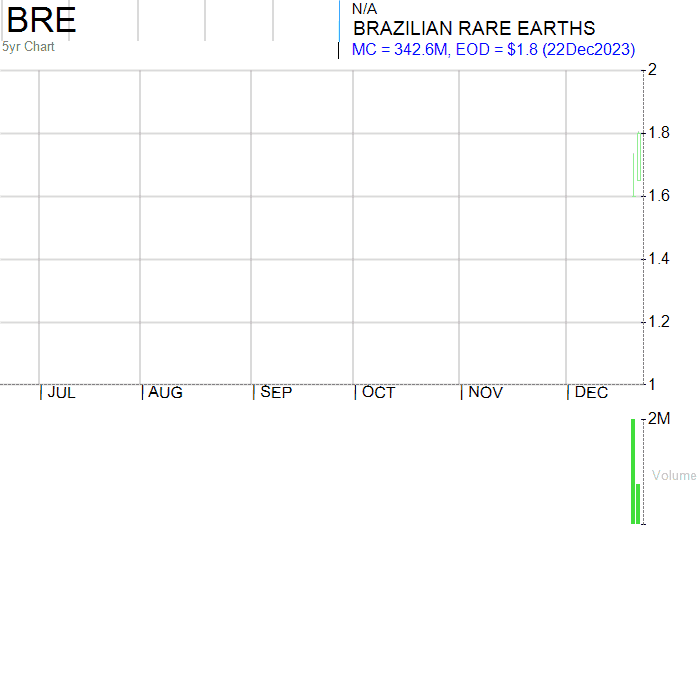 BRE
5yr Chart
N/A
BRAZILIAN RARE EARTHS
MC = 342.6M, EOD = $1.8 (22Dec2023)
2
1.8
1.6
1.4
1.2
1
JUL AUG SEP OCT NOV DEC
2M
Volume